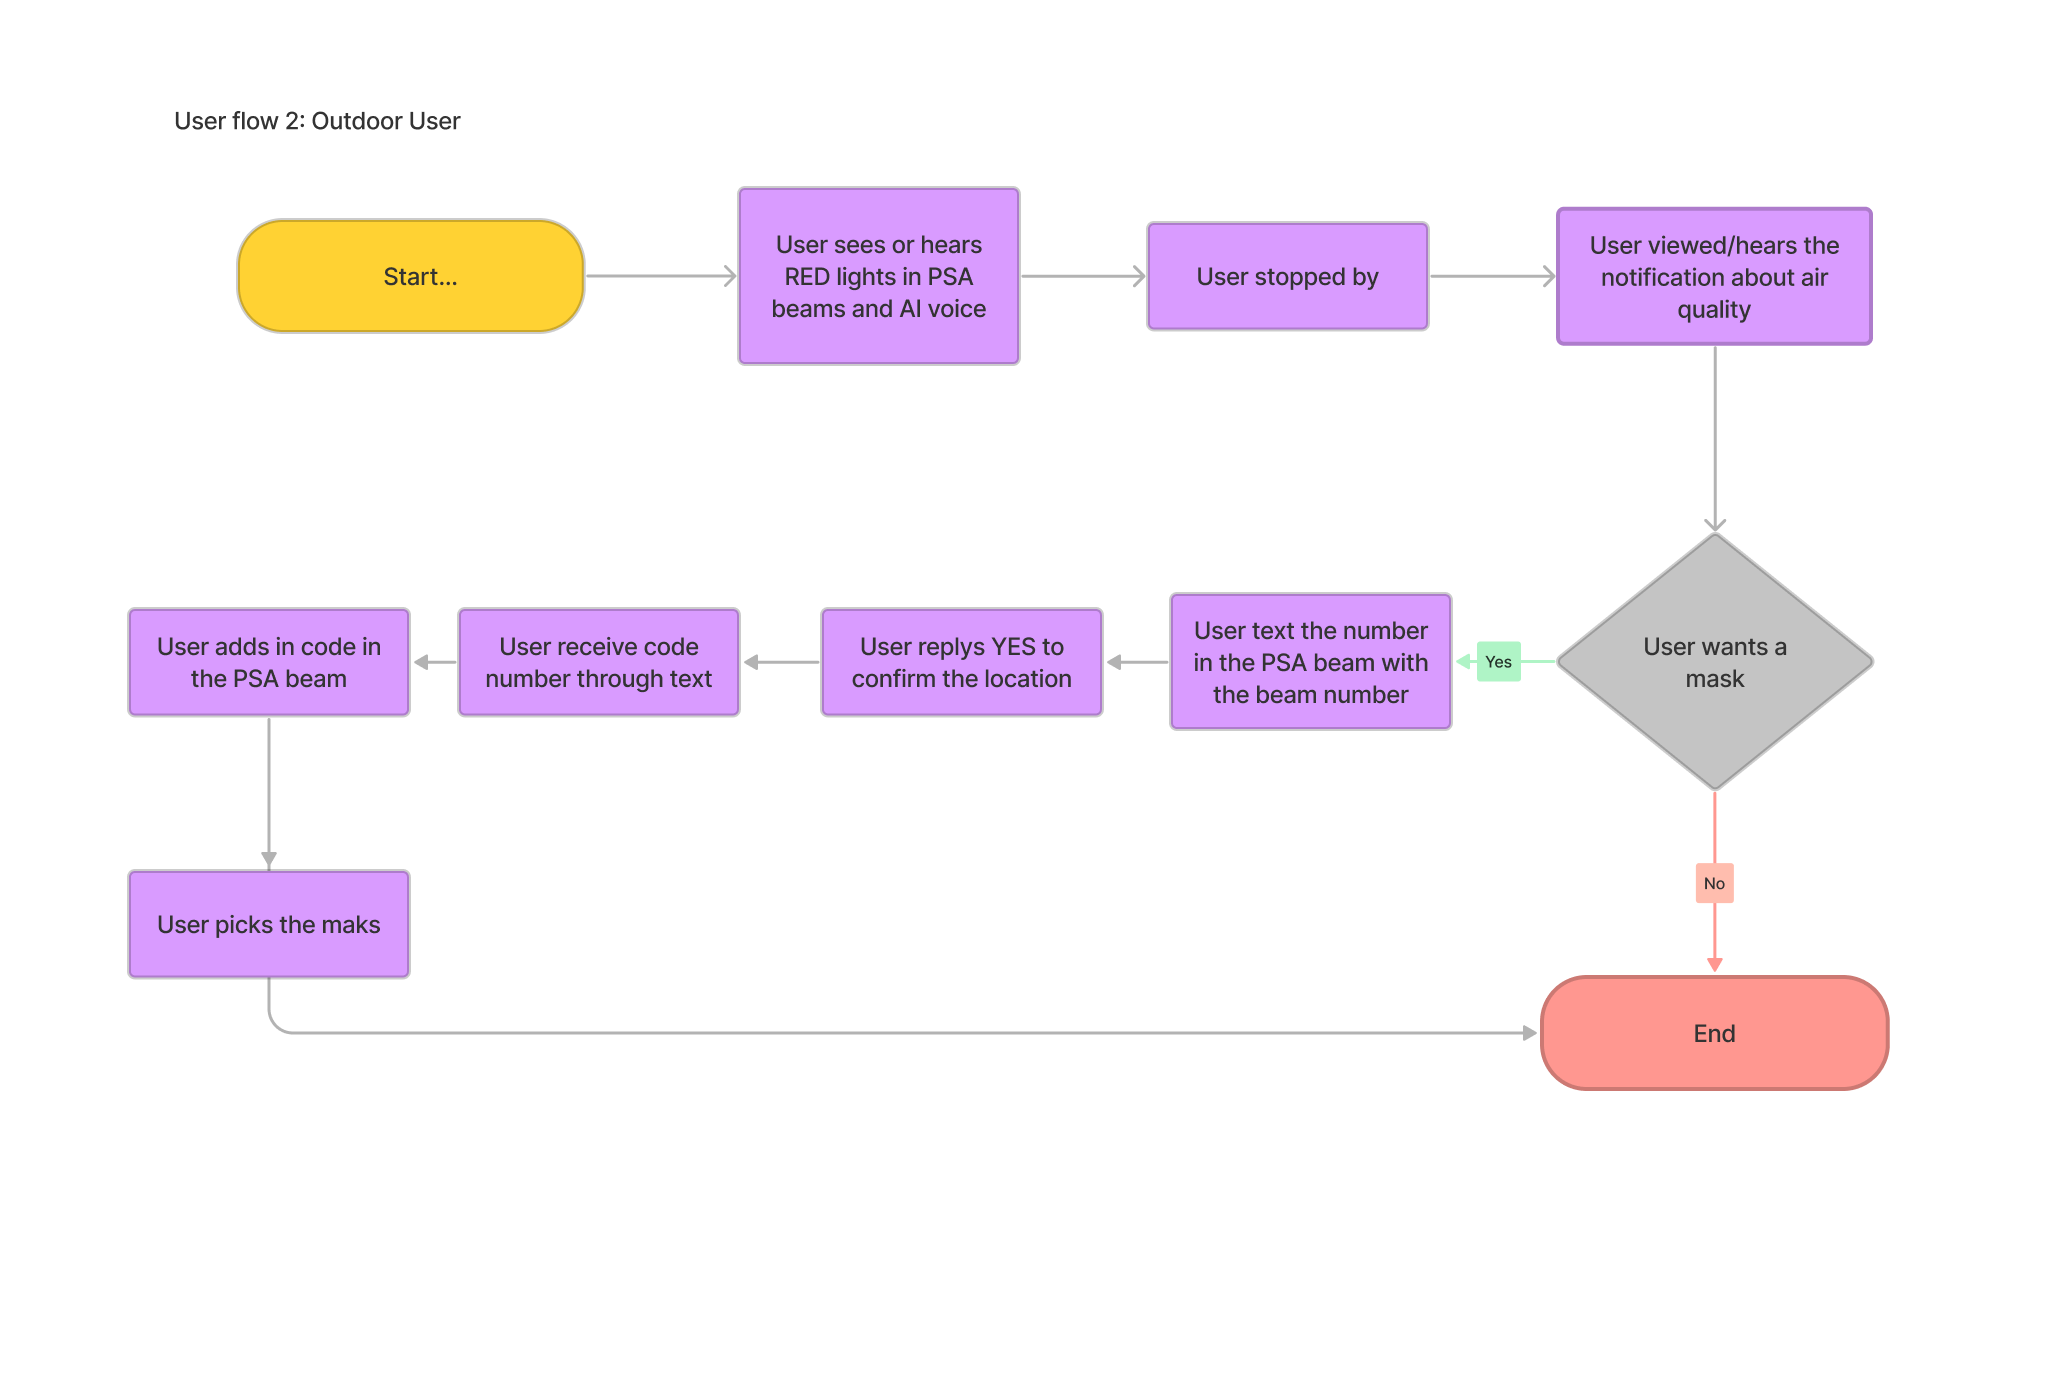 User flow 2: Outdoor User
Start...
User sees or hears
RED lights in PSA
beams and AI voice
User stopped by
User viewed/hears the
notification about air
quality
User wants a
mask
Yes
User text the number
in the PSA beam with
the beam number
User replys YES to
confirm the location
User receive code
number through text
User adds in code in
the PSA beam
User picks the maks
No
End